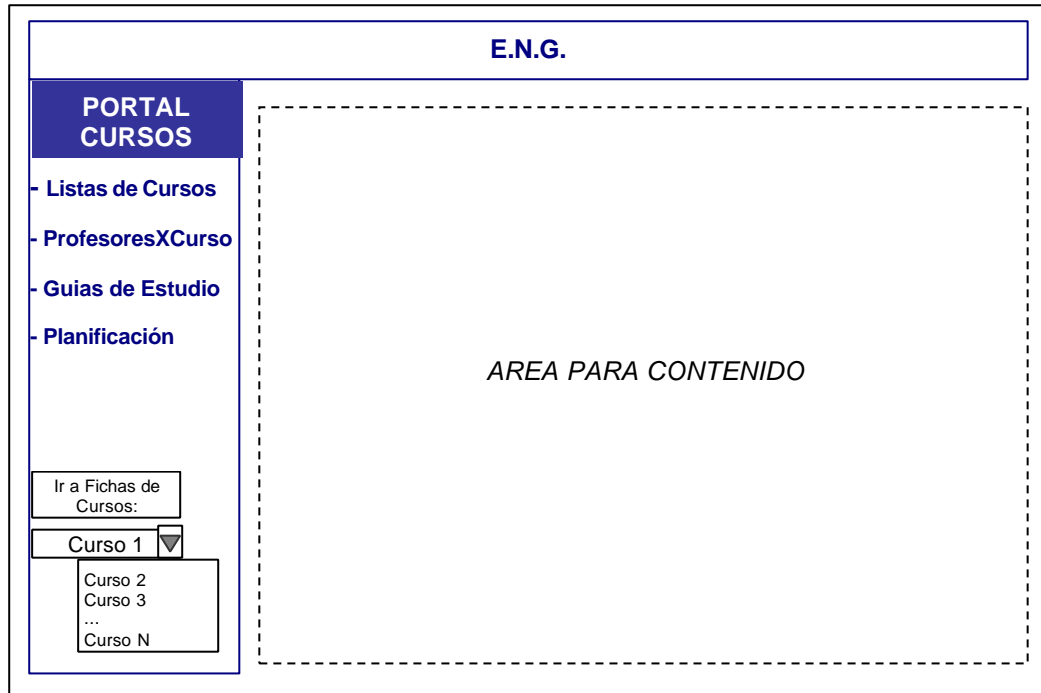 E.N.G.
PORTAL
CURSOS
- Listas de Cursos
- ProfesoresXCurso
- Guias de Estudio
- Planificación
AREA PARA CONTENIDO
Ir a Fichas de
Cursos:
Curso 1
Curso 2
Curso 3
...
Curso N